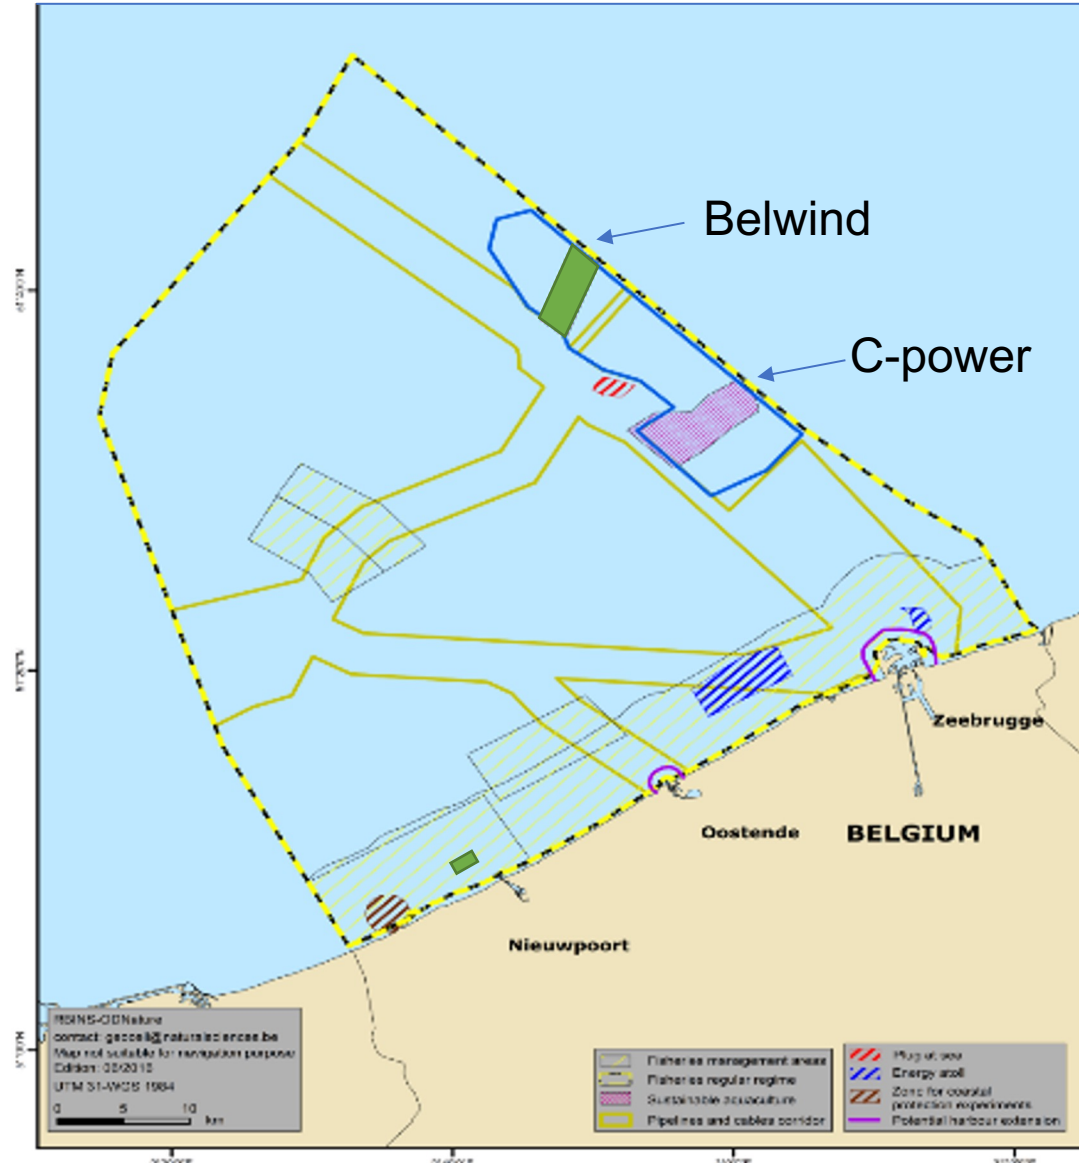 Belwind
C-power
Zeebrugge
Oostende
BELGIUM
Nieuwpoort
RBINS-ODNature
Map not suitable for navigation purpose
UTM 31-WGS 1984
0 5 10
km
Fisheries management areas
Fisheries regular regime
Sustainable aquaculture
Pipelines and cables corridor
Plug at sea
Energy atoll
Zone for coastal
protection experiments
Potential harbour extension